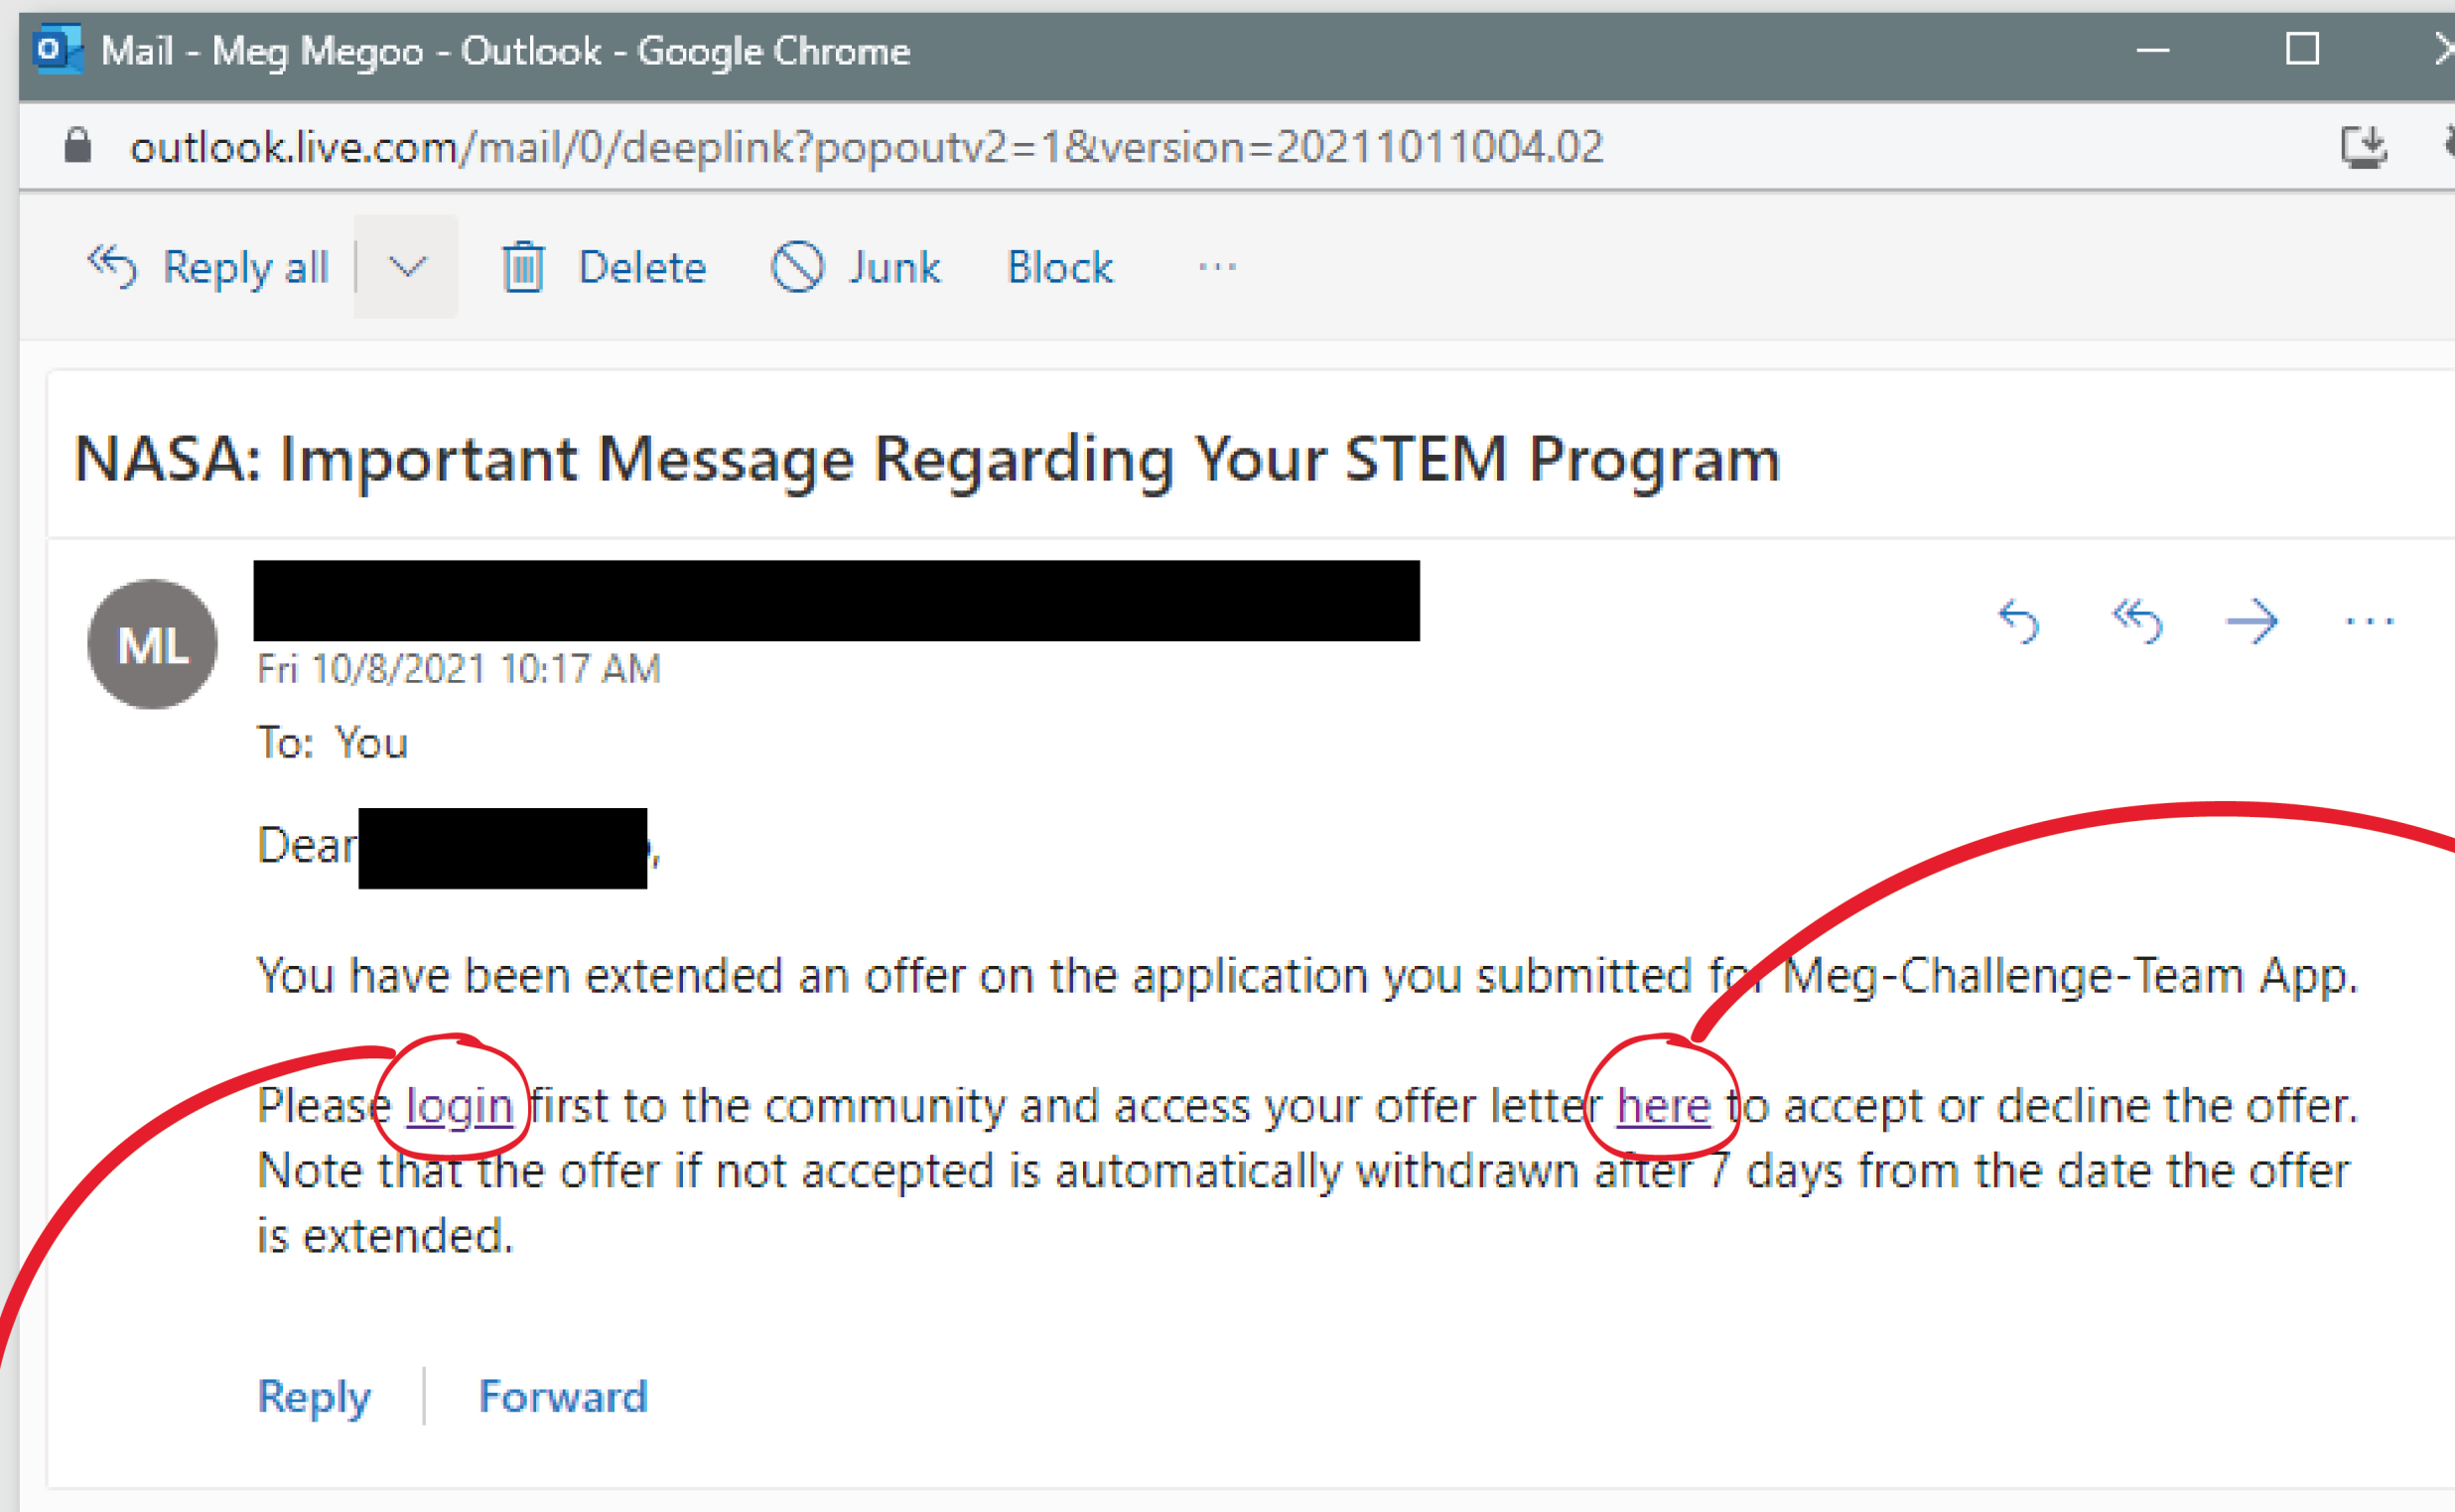 Mail - Meg Megoo - Outlook - Google Chrome
outlook.live.com/mail/0/deeplink?popoutv2=1&version=20211011004.02
Reply all Delete Junk Block
NASA: Important Message Regarding Your STEM Program
ML
Fri 10/8/2021 10:17 AM
To: You
Dear ,
You have been extended an offer on the application you submitted for Meg-Challenge-Team App.
Please login first to the community and access your offer letter here to accept or decline the offer.
Note that the offer if not accepted is automatically withdrawn after 7 days from the date the offer
is extended.
Reply Forward